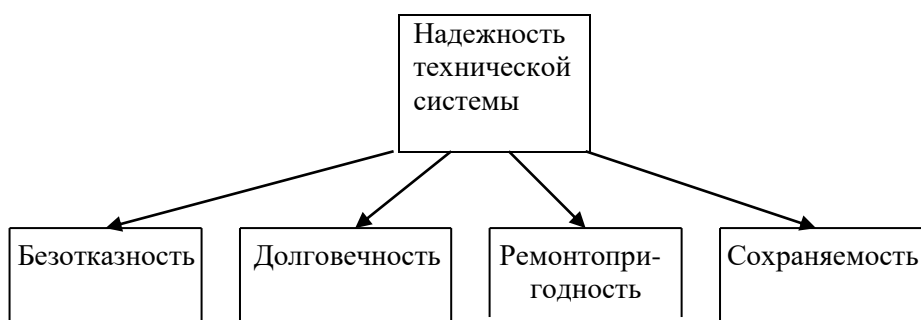 Надежность
технической
системы
Безотказность
Долговечность
Ремонтопри-
годность
Сохраняемость